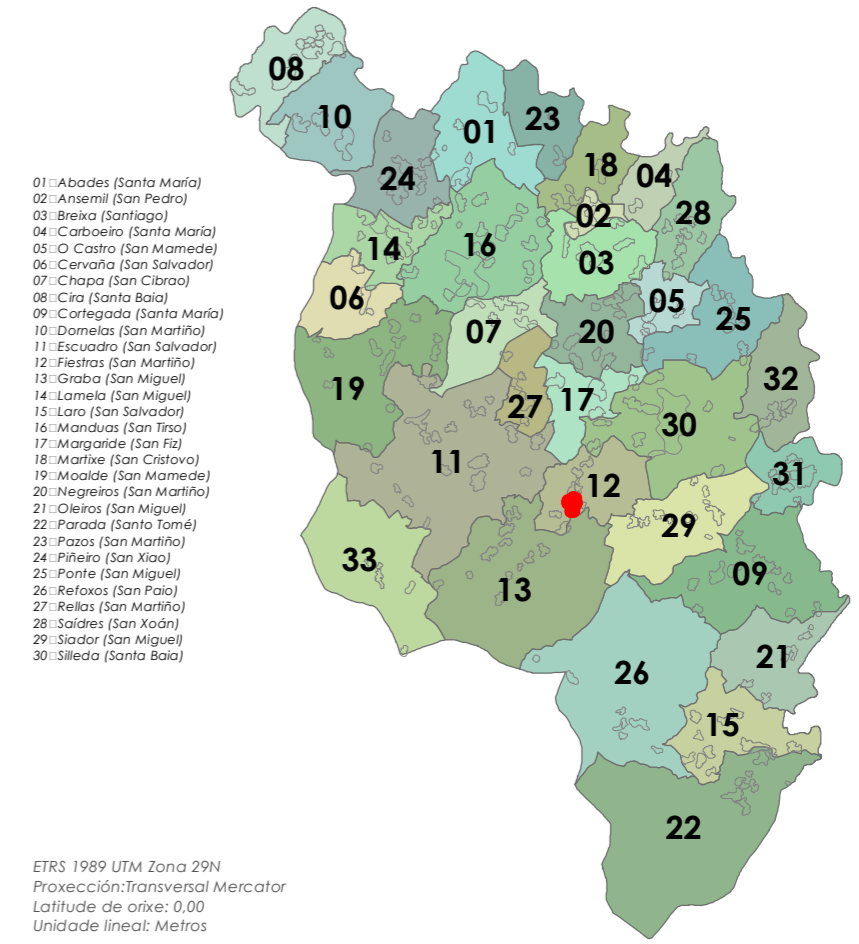 08
10
01
23
24
18
04
02
28
14
16
03
06
05
07
20
25
19
32
17
27
30
11
12
31
29
33
09
13
21
26
15
22
01□Abades (Santa María)
02□Ansemil (San Pedro)
03□Breixa (Santiago)
04□Carboeiro (Santa María)
05□O Castro (San Mamede)
06□Cervaña (San Salvador)
07□Chapa (San Cibrao)
08□Cira (Santa Baia)
09□Cortegada (Santa María)
10□Dornelas (San Martiño)
11□Escuadro (San Salvador)
12□Fiestras (San Martiño)
13□Graba (San Miguel)
14□Lamela (San Miguel)
15□Laro (San Salvador)
16□Manduas (San Tirso)
17□Margaride (San Fiz)
18□Martixe (San Cristovo)
19□Moalde (San Mamede)
20□Negreiros (San Martiño)
21□Oleiros (San Miguel)
22□Parada (Santo Tomé)
23□Pazos (San Martiño)
24□Piñeiro (San Xiao)
25□Ponte (San Miguel)
26□Refoxos (San Paio)
27□Rellas (San Martiño)
28□Saídres (San Xoán)
29□Siador (San Miguel)
30□Silleda (Santa Baia)
ETRS 1989 UTM Zona 29N
Proxección:Transversal Mercator
Latitude de orixe: 0,00
Unidade lineal: Metros